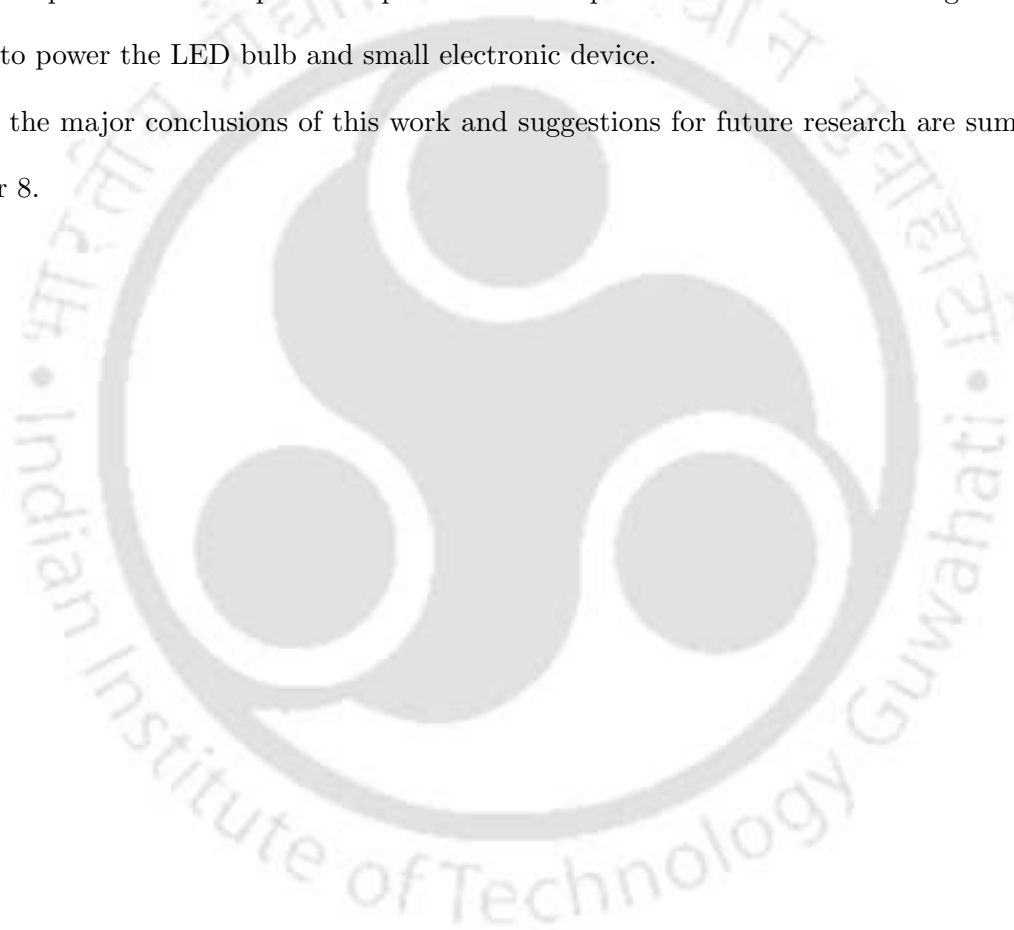 to power the LED bulb and small electronic device.
the major conclusions of this work and suggestions for future research are sum
r 8.
भारतीय गुवाहाटी
• Indian Institute of Technology Guwahati •